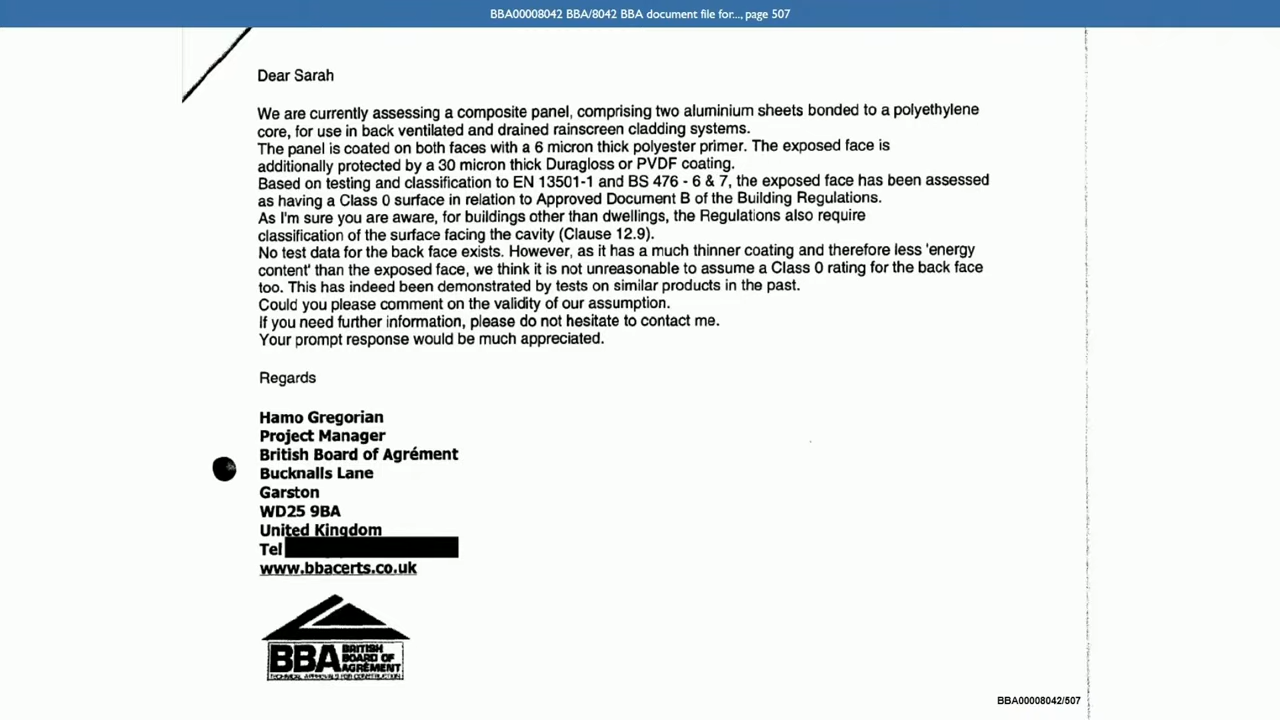 BBA00008042 BBA/8042 BBA document file for..., page 507
Dear Sarah
We are currently assessing a composite panel, comprising two aluminium sheets bonded to a polyethylene
core, for use in back ventilated and drained rainscreen cladding systems.
The panel is coated on both faces with a 6 micron thick polyester primer. The exposed face is
additionally protected by a 30 micron thick Duragloss or PVDF coating.
Based on testing and classification to EN 13501-1 and BS 476 - 6 & 7, the exposed face has been assessed
as having a Class 0 surface in relation to Approved Document B of the Building Regulations.
As I'm sure you are aware, for buildings other than dwellings, the Regulations also require
classification of the surface facing the cavity (Clause 12.9).
No test data for the back face exists. However, as it has a much thinner coating and therefore less 'energy
content' than the exposed face, we think it is not unreasonable to assume a Class 0 rating for the back face
too. This has indeed been demonstrated by tests on similar products in the past.
Could you please comment on the validity of our assumption.
If you need further information, please do not hesitate to contact me.
Your prompt response would be much appreciated.
Regards
Hamo Gregorian
Project Manager
British Board of Agrément
Bucknalls Lane
Garston
WD25 9BA
United Kingdom
Tel
www.bbacerts.co.uk
BBA BRITISH
BOARD OF
AGRÉMENT
TECHNICAL APPROVALS FOR CONSTRUCTION
BBA00008042/507